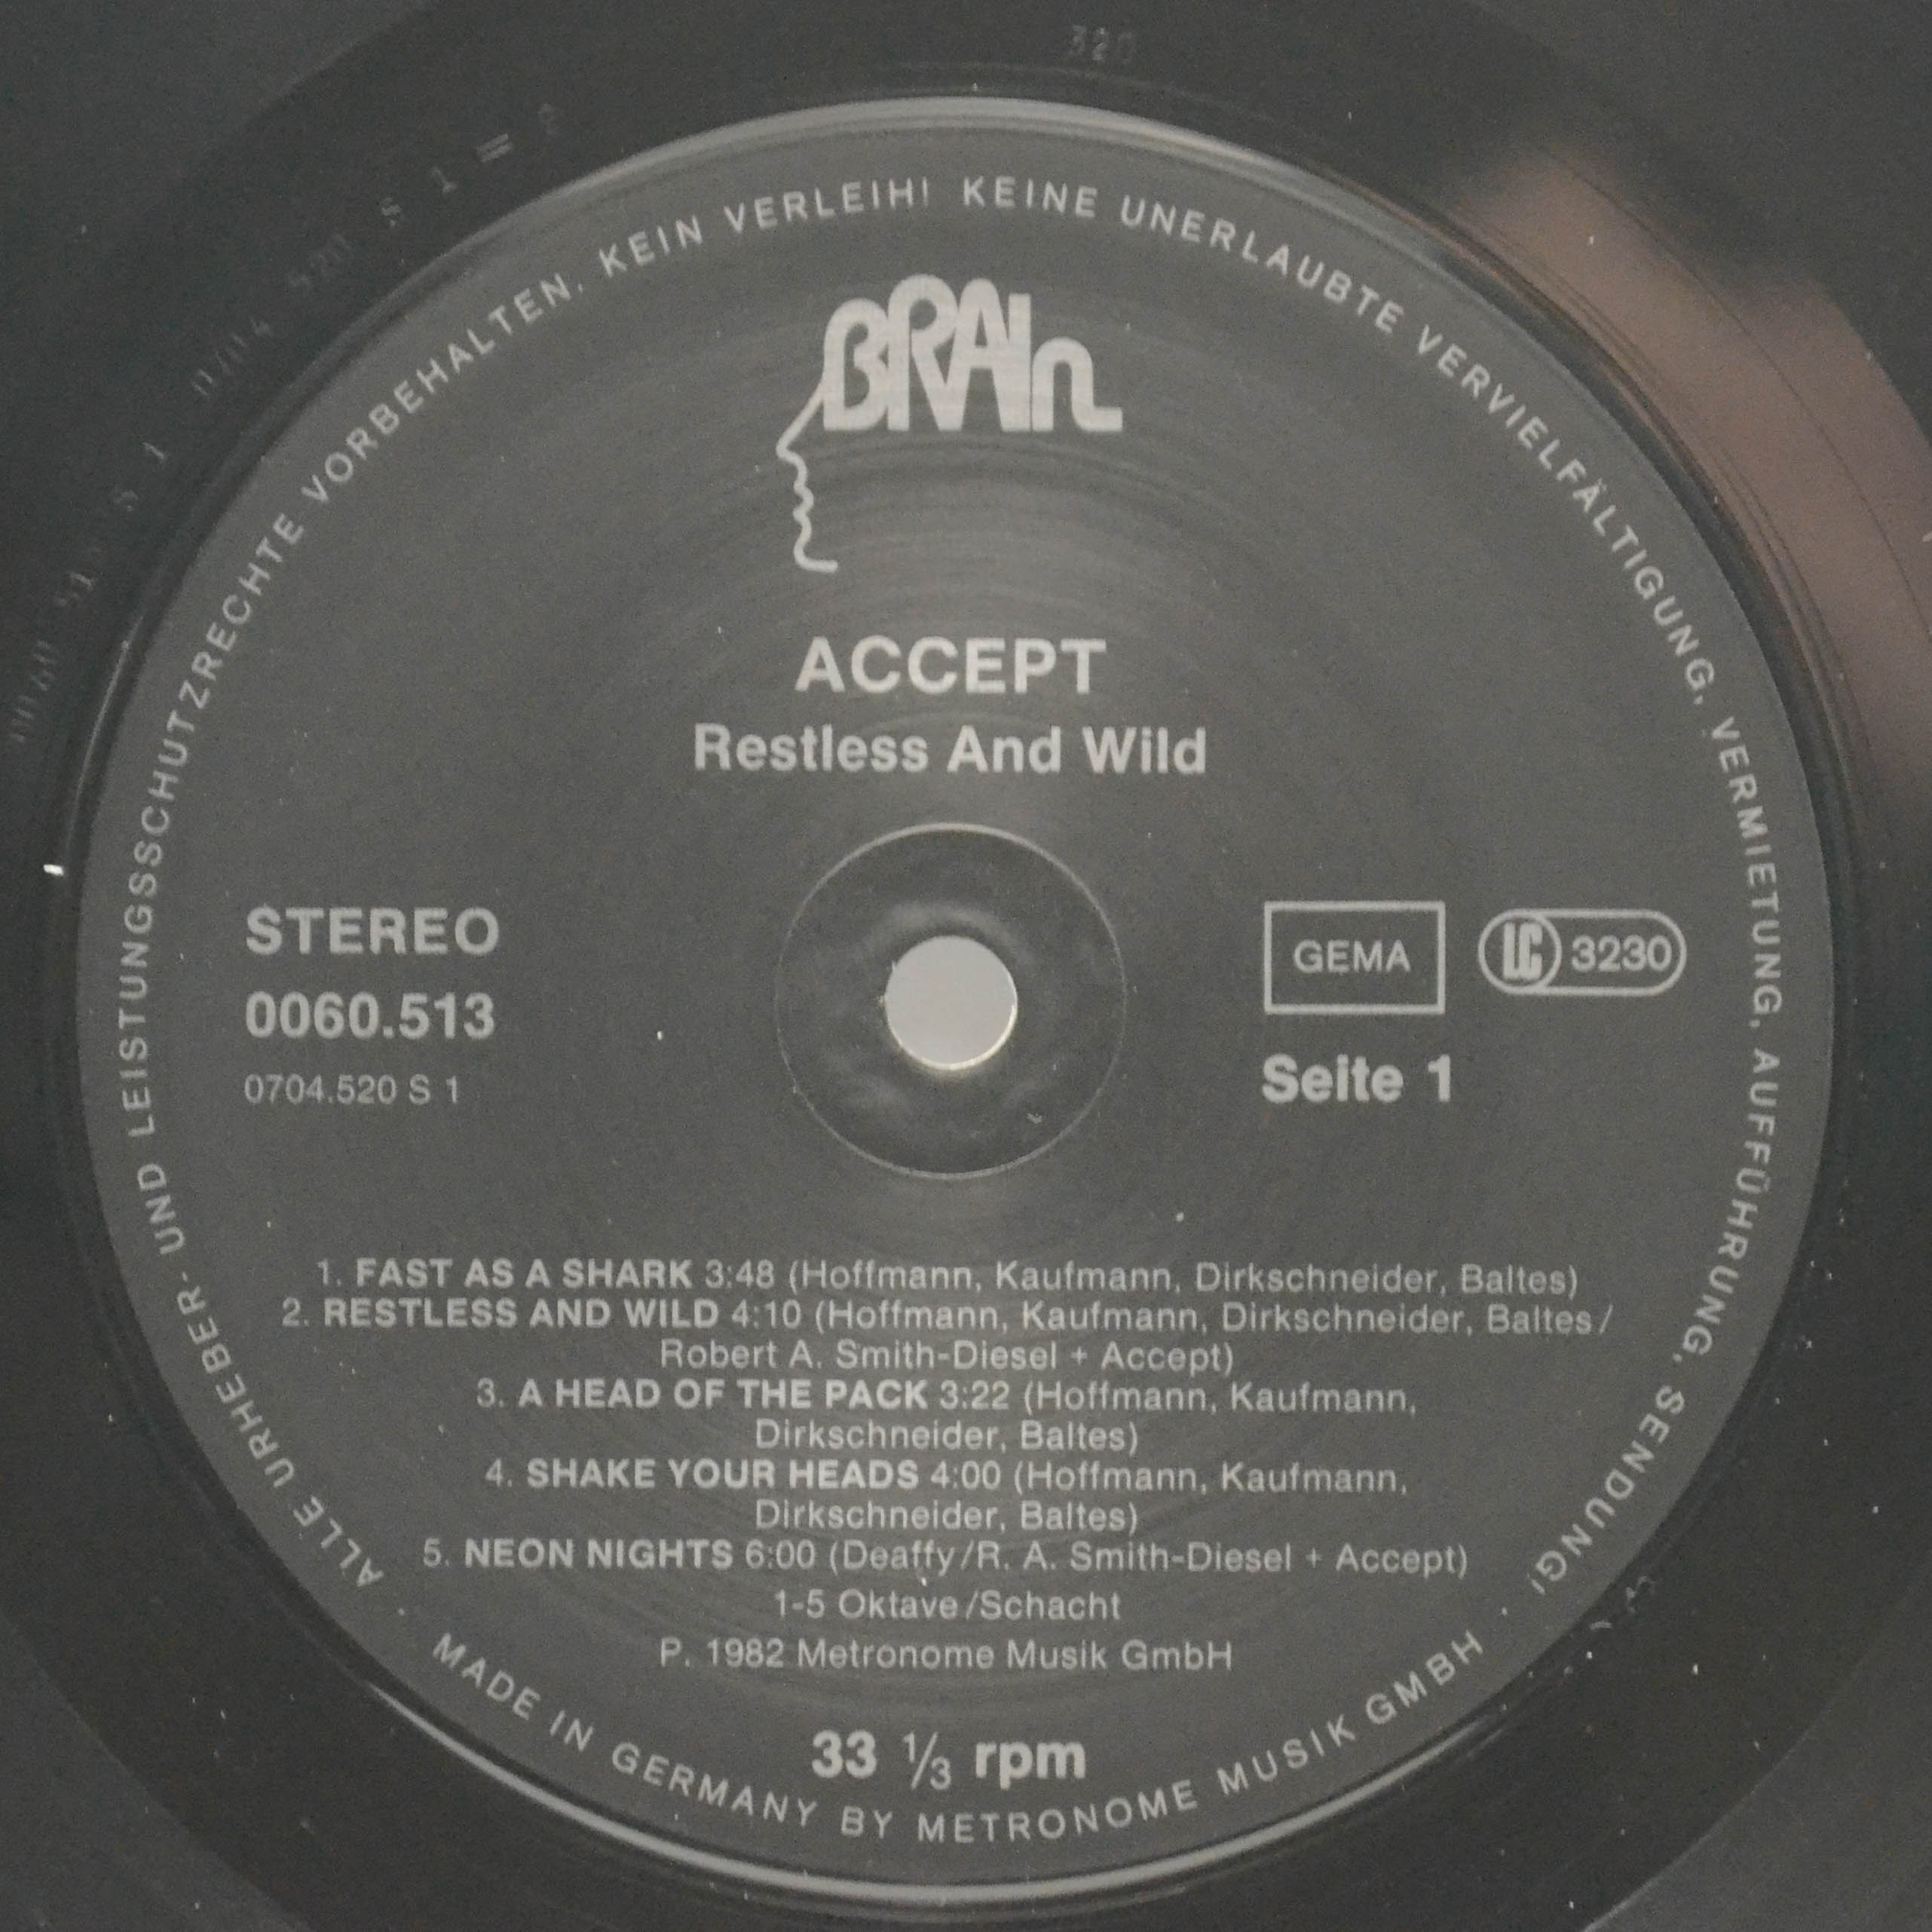 ALLE URHEBER- UND LEISTUNGSSCHUTZRECHTE VORBEHALTEN. KEIN VERLEIH! KEINE UNERLAUBTE VERVIELFÄLTIGUNG, VERMIETUNG, AUFFÜHRUNG, SENDUNG!
BRAIn
ACCEPT
Restless And Wild
STEREO
0060.513
0704.520 S 1
GEMA
LC 3230
Seite 1
1. FAST AS A SHARK 3:48 (Hoffmann, Kaufmann, Dirkschneider, Baltes)
2. RESTLESS AND WILD 4:10 (Hoffmann, Kaufmann, Dirkschneider, Baltes/
Robert A. Smith-Diesel + Accept)
3. A HEAD OF THE PACK 3:22 (Hoffmann, Kaufmann,
Dirkschneider, Baltes)
4. SHAKE YOUR HEADS 4:00 (Hoffmann, Kaufmann,
Dirkschneider, Baltes)
5. NEON NIGHTS 6:00 (Deaffy/R. A. Smith-Diesel + Accept)
1-5 Oktave/Schacht
P. 1982 Metronome Musik GmbH
33 ⅓ rpm
MADE IN GERMANY BY METRONOME MUSIK GMBH
320